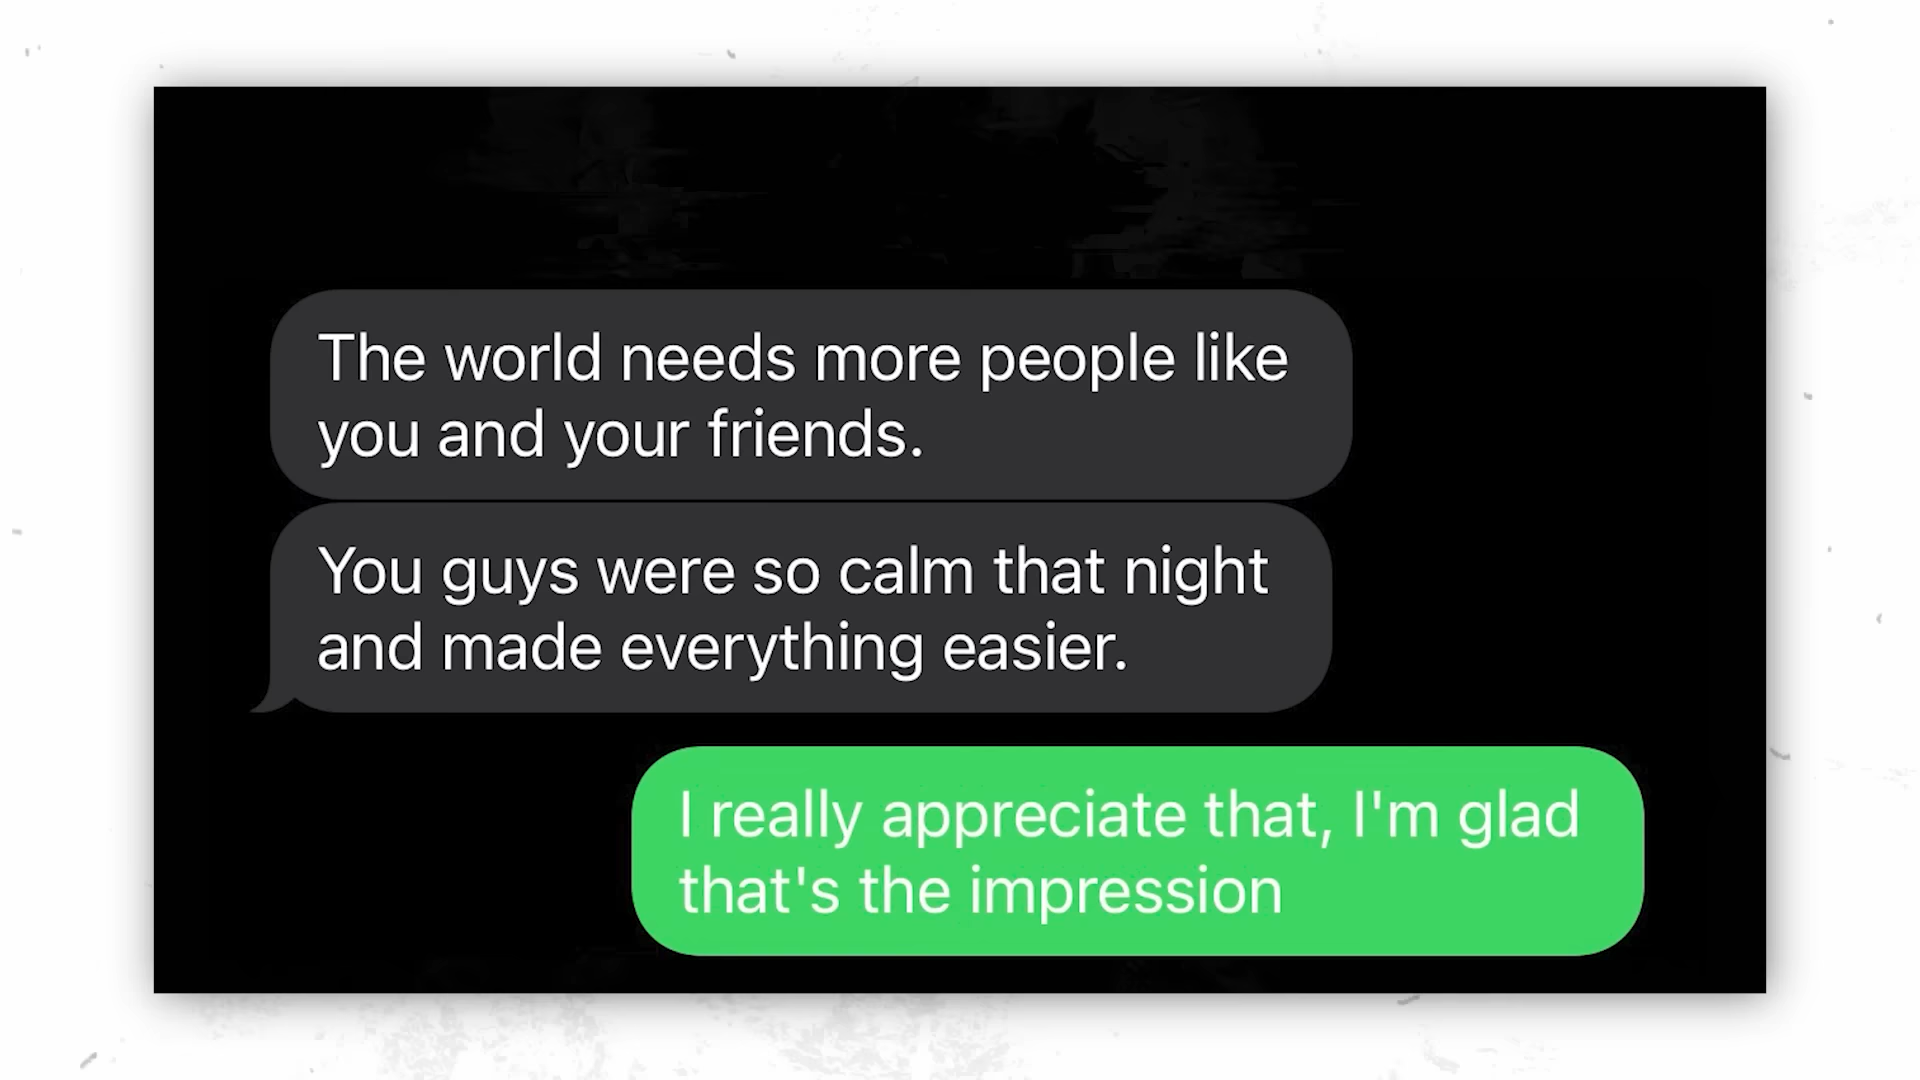 The world needs more people like
you and your friends.
You guys were so calm that night
and made everything easier.
I really appreciate that, I'm glad
that's the impression